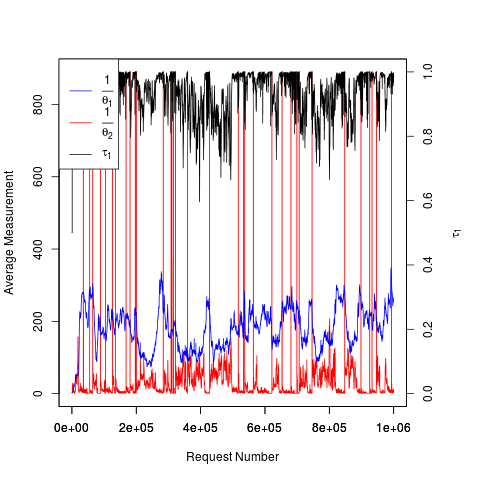 Average Measurement
800
600
400
200
0
1
θ1
1
θ2
τ1
1.0
0.8
0.6
0.4
0.2
0.0
τ1
0e+00 2e+05 4e+05 6e+05 8e+05 1e+06
Request Number